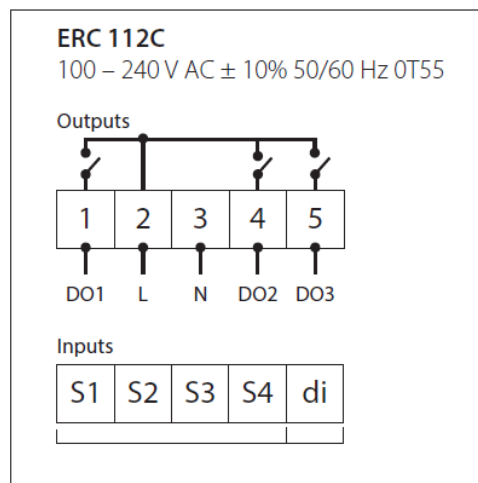 ERC 112C
100 – 240 V AC ± 10% 50/60 Hz 0T55
Outputs
1 2 3 4 5
DO1 L N DO2 DO3
Inputs
S1 S2 S3 S4 di